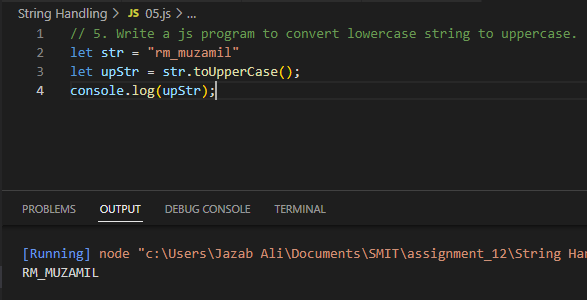 String Handling > JS 05.js > ...
1 // 5. Write a js program to convert lowercase string to uppercase.
2 let str = "rm_muzamil"
3 let upStr = str.toUpperCase();
4 console.log(upStr);
PROBLEMS OUTPUT DEBUG CONSOLE TERMINAL
[Running] node "c:\Users\Jazab Ali\Documents\SMIT\assignment_12\String Han
RM_MUZAMIL